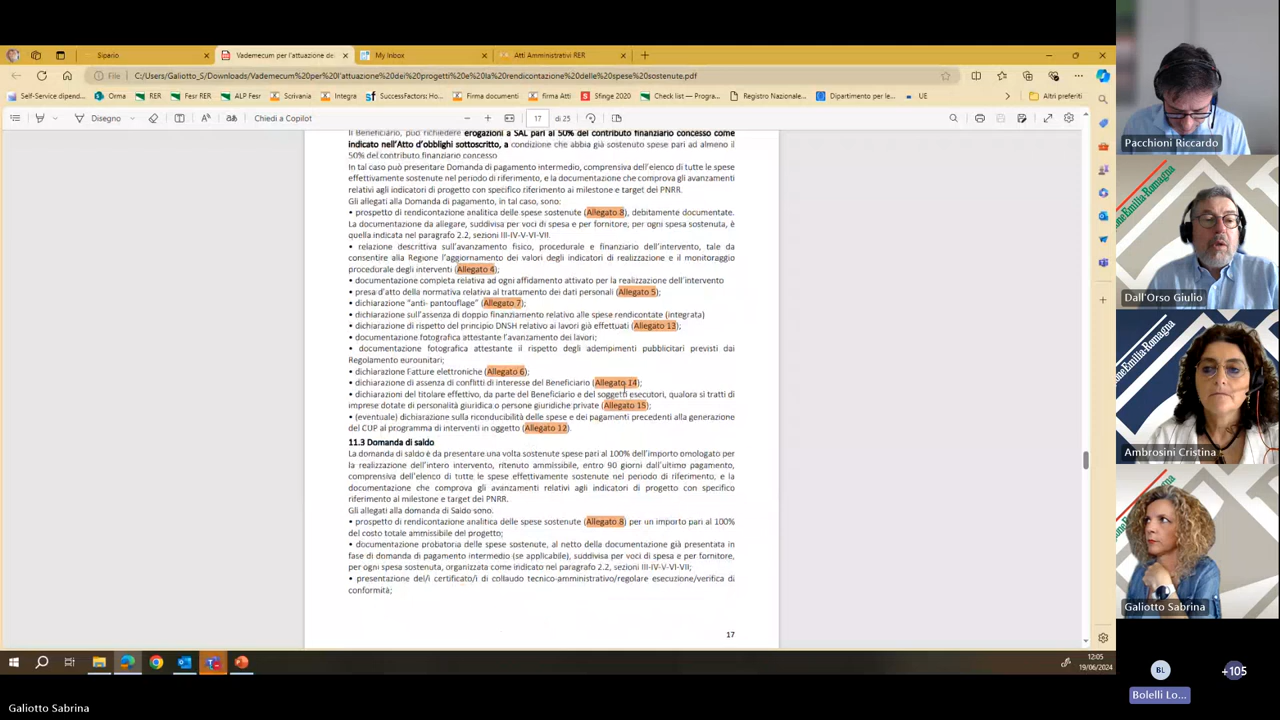 Sipario
Vademecum per l'attuazione de
My Inbox
Atti Amministrativi RER
File
C:/Users/Galiotto_S/Downloads/Vademecum%20per%20l'attuazione%20dei%20progetti%20e%20la%20rendicontazione%20delle%20spese%20sostenute.pdf
Self-Service dipend...
Orma
RER
Fesr RER
ALP Fesr
Scrivania
Integra
SuccessFactors: Ho...
Firma documenti
Firma Atti
Sfinge 2020
Check list — Progra...
Registro Nazionale...
Dipartimento per le...
UE
Altri preferiti
Disegno
Chiedi a Copilot
17
di 25
Il Beneficiario, può richiedere erogazioni a SAL pari al 50% del contributo finanziario concesso come
indicato nell'Atto d'obblighi sottoscritto, a condizione che abbia già sostenuto spese pari ad almeno il
50% del contributo finanziario concesso
In tal caso può presentare Domanda di pagamento intermedio, comprensiva dell'elenco di tutte le spese
effettivamente sostenute nel periodo di riferimento, e la documentazione che comprova gli avanzamenti
relativi agli indicatori di progetto con specifico riferimento ai milestone e target del PNRR.
Gli allegati alla Domanda di pagamento, in tal caso, sono:
• prospetto di rendicontazione analitica delle spese sostenute (Allegato 8), debitamente documentate.
La documentazione da allegare, suddivisa per voci di spesa e per fornitore, per ogni spesa sostenuta, è
quella indicata nel paragrafo 2.2, sezioni III-IV-V-VI-VII.
• relazione descrittiva sull'avanzamento fisico, procedurale e finanziario dell'intervento, tale da
consentire alla Regione l'aggiornamento dei valori degli indicatori di realizzazione e il monitoraggio
procedurale degli interventi (Allegato 4);
• documentazione completa relativa ad ogni affidamento attivato per la realizzazione dell'intervento
• presa d'atto della normativa relativa al trattamento dei dati personali (Allegato 5);
• dichiarazione "anti- pantouflage" (Allegato 7);
• dichiarazione sull'assenza di doppio finanziamento relativo alle spese rendicontate (integrata)
• dichiarazione di rispetto del principio DNSH relativo ai lavori già effettuati (Allegato 13);
• documentazione fotografica attestante l'avanzamento dei lavori;
• documentazione fotografica attestante il rispetto degli adempimenti pubblicitari previsti dai
Regolamento eurounitari;
• dichiarazione Fatture elettroniche (Allegato 6);
• dichiarazione di assenza di conflitti di interesse del Beneficiario (Allegato 14);
• dichiarazioni del titolare effettivo, da parte del Beneficiario e dei soggetti esecutori, qualora si tratti di
imprese dotate di personalità giuridica o persone giuridiche private (Allegato 15);
• (eventuale) dichiarazione sulla riconducibilità delle spese e dei pagamenti precedenti alla generazione
del CUP al programma di interventi in oggetto (Allegato 12).
11.3 Domanda di saldo
La domanda di saldo è da presentare una volta sostenute spese pari al 100% dell'importo omologato per
la realizzazione dell'intero intervento, ritenuto ammissibile, entro 90 giorni dall'ultimo pagamento,
comprensiva dell'elenco di tutte le spese effettivamente sostenute nel periodo di riferimento; e la
documentazione che comprova gli avanzamenti relativi agli indicatori di progetto con specifico
riferimento al milestone e target del PNRR.
Gli allegati alla domanda di Saldo sono.
• prospetto di rendicontazione analitica delle spese sostenute (Allegato 8) per un importo pari al 100%
del costo totale ammissibile del progetto;
• documentazione probatoria delle spese sostenute, al netto della documentazione già presentata in
fase di domanda di pagamento intermedio (se applicabile), suddivisa per voci di spesa e per fornitore,
per ogni spesa sostenuta, organizzata come indicato nel paragrafo 2.2, sezioni III-IV-V-VI-VII;
• presentazione del/i certificato/i di collaudo tecnico-amministrativo/regolare esecuzione/verifica di
conformità;
17
12:05
19/06/2024
Galiotto Sabrina
Pacchioni Riccardo
Dall'Orso Giulio
Ambrosini Cristina
Galiotto Sabrina
BL
Bolelli Lo...
+105